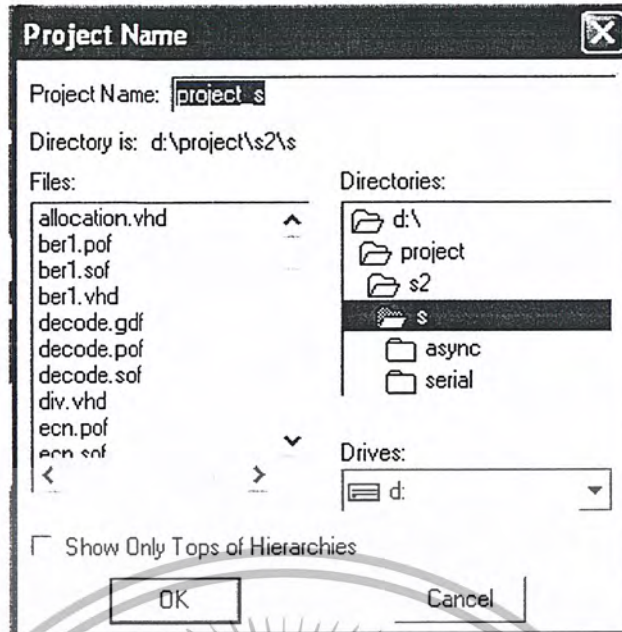 Project Name
Project Name: project_s
Directory is: d:\project\s2\s
Files:
allocation.vhd
ber1.pof
ber1.sof
ber1.vhd
decode.gdf
decode.pof
decode.sof
div.vhd
ecn.pof
ecn.sof
Directories:
d:\
project
s2
s
async
serial
Drives:
d:
Show Only Tops of Hierarchies
OK
Cancel